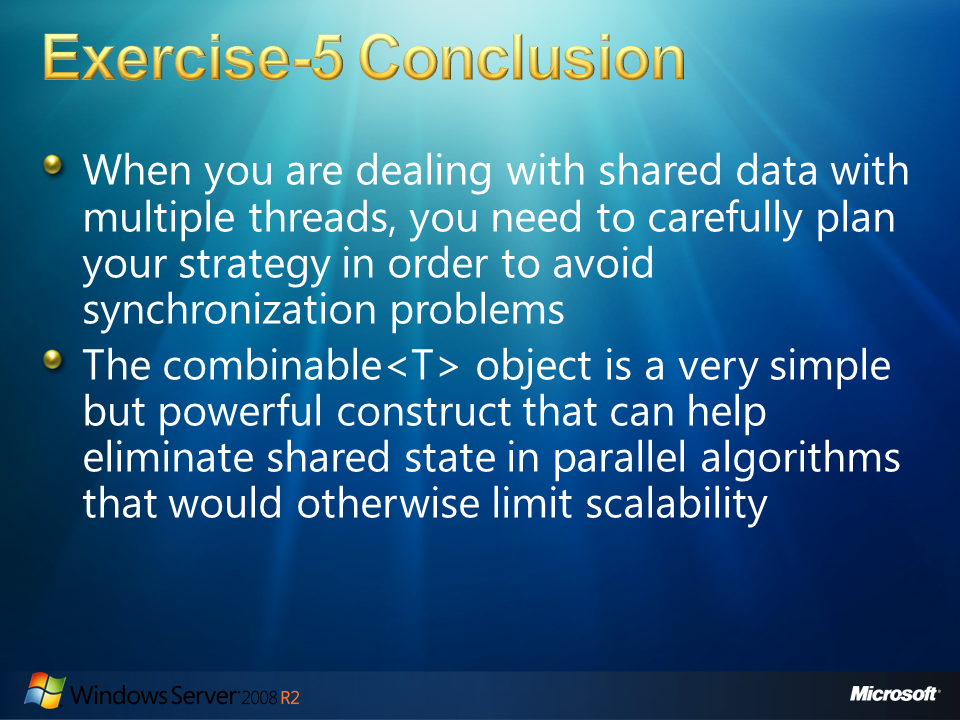 Exercise-5 Conclusion
When you are dealing with shared data with
multiple threads, you need to carefully plan
your strategy in order to avoid
synchronization problems
The combinable<T> object is a very simple
but powerful construct that can help
eliminate shared state in parallel algorithms
that would otherwise limit scalability
Windows Server 2008 R2
Microsoft